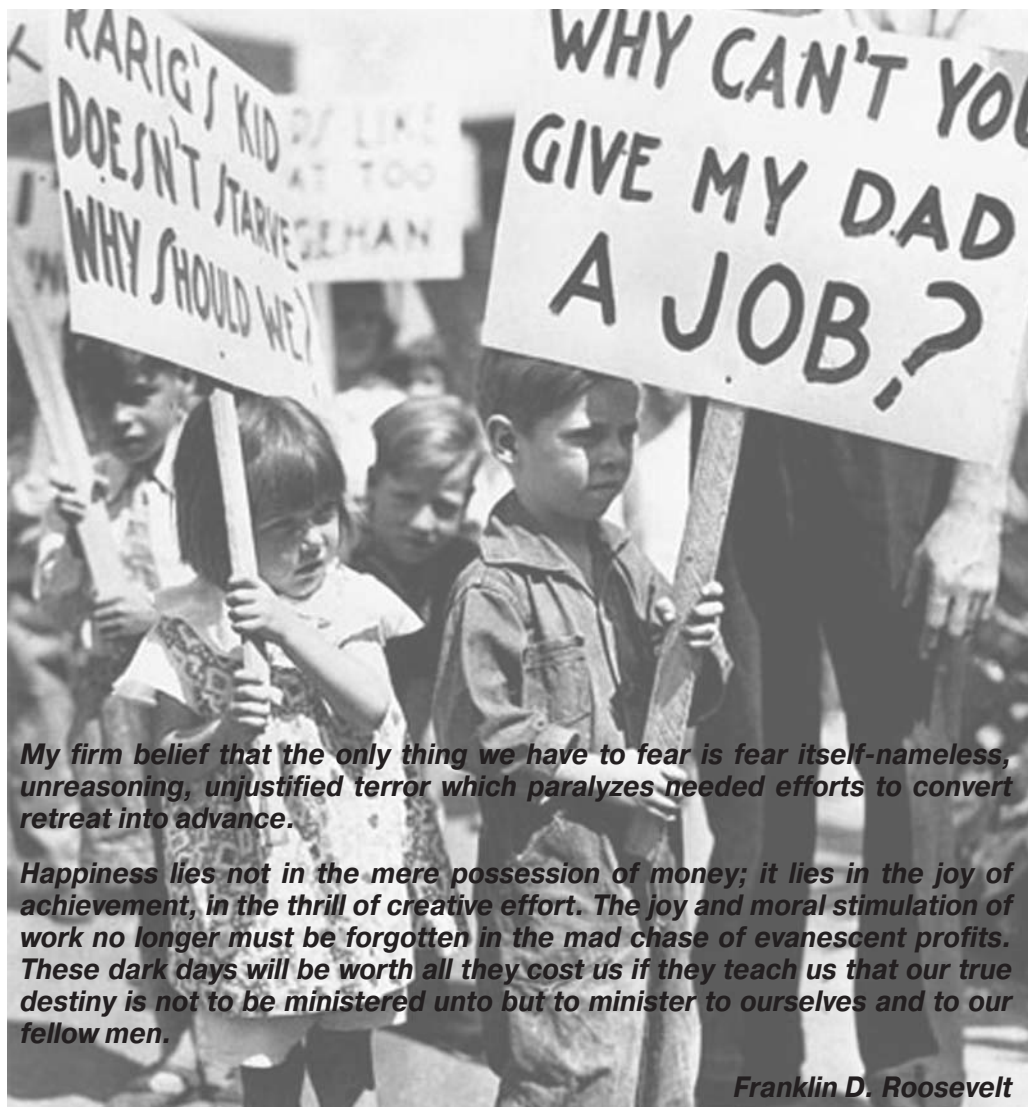 RARIG'S KID
DOESN'T STARVE
WHY SHOULD WE?
LIKE
TOO
WHY CAN'T YOU
GIVE MY DAD
A JOB?
My firm belief that the only thing we have to fear is fear itself-nameless,
unreasoning, unjustified terror which paralyzes needed efforts to convert
retreat into advance.
Happiness lies not in the mere possession of money; it lies in the joy of
achievement, in the thrill of creative effort. The joy and moral stimulation of
work no longer must be forgotten in the mad chase of evanescent profits.
These dark days will be worth all they cost us if they teach us that our true
destiny is not to be ministered unto but to minister to ourselves and to our
fellow men.
Franklin D. Roosevelt